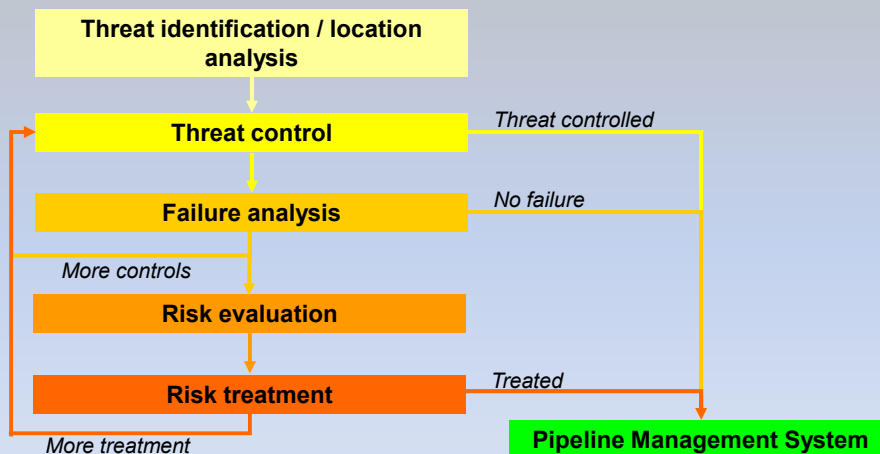 Threat identification / location
analysis
Threat control
Threat controlled
Failure analysis
No failure
More controls
Risk evaluation
Risk treatment
Treated
More treatment
Pipeline Management System